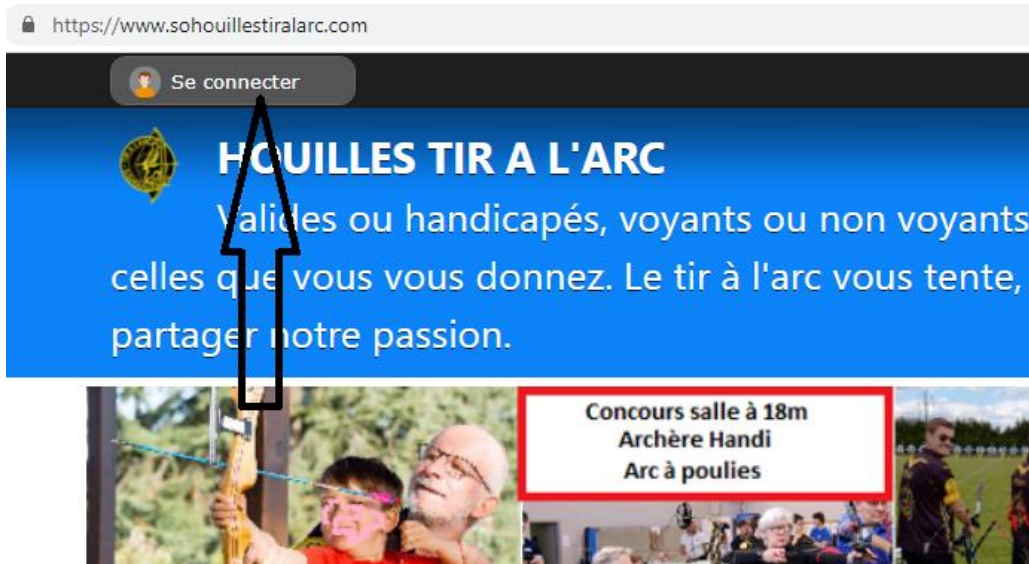 https://www.sohouillestiralarc.com
Se connecter
HOUILLES TIR A L'ARC
Valides ou handicapés, voyants ou non voyants
celles que vous vous donnez. Le tir à l'arc vous tente,
partager notre passion.
Concours salle à 18m
Archère Handi
Arc à poulies